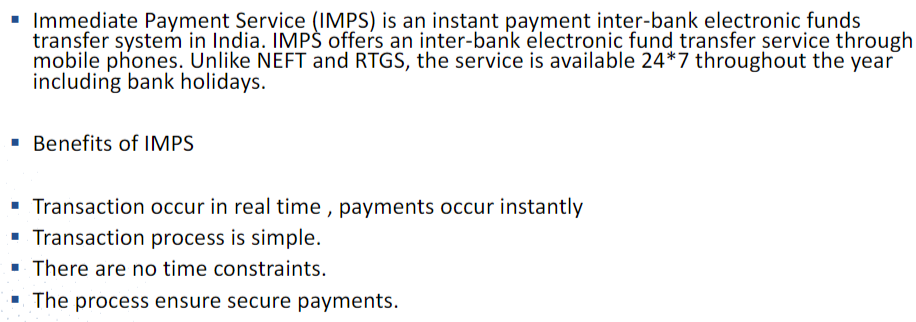 ▪ Immediate Payment Service (IMPS) is an instant payment inter-bank electronic funds
transfer system in India. IMPS offers an inter-bank electronic fund transfer service through
mobile phones. Unlike NEFT and RTGS, the service is available 24*7 throughout the year
including bank holidays.
▪ Benefits of IMPS
▪ Transaction occur in real time , payments occur instantly
▪ Transaction process is simple.
▪ There are no time constraints.
▪ The process ensure secure payments.